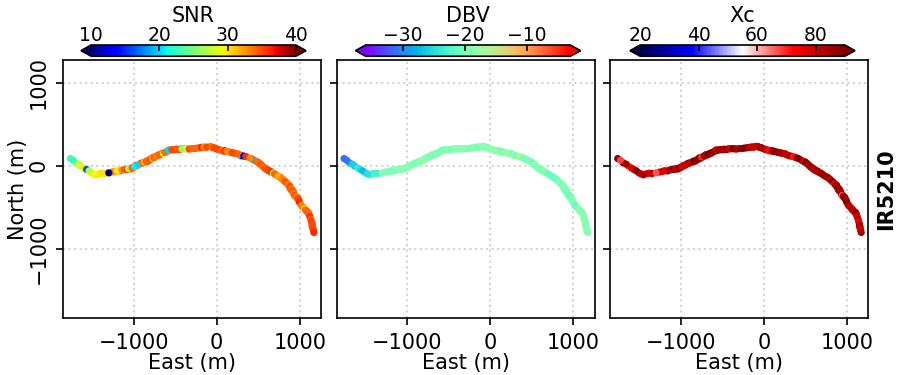 SNR DBV Xc
10 20 30 40 −30 −20 −10 20 40 60 80
1000
0
−1000
North (m)
IR5210
−1000 0 1000 −1000 0 1000 −1000 0 1000
East (m) East (m) East (m)